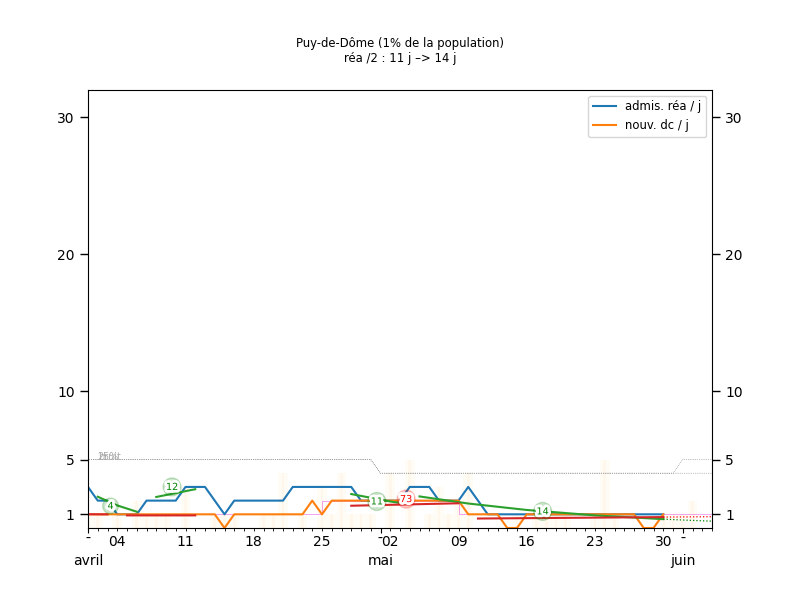 Puy-de-Dôme (1% de la population)
réa /2 : 11 j –> 14 j
admis. réa / j
nouv. dc / j
30 30
20 20
10 10
5 5
1 1
4
12
11
73
14
- 04 11 18 25 -02 09 16 23 30 -
avril mai juin